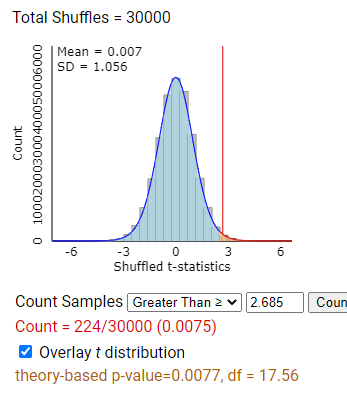 Total Shuffles = 30000
Mean = 0.007
SD = 1.056
Count
0 100020003000400050006000
-6 -3 0 3 6
Shuffled t-statistics
Count Samples Greater Than ≥ 2.685 Coun
Count = 224/30000 (0.0075)
Overlay t distribution
theory-based p-value=0.0077, df = 17.56